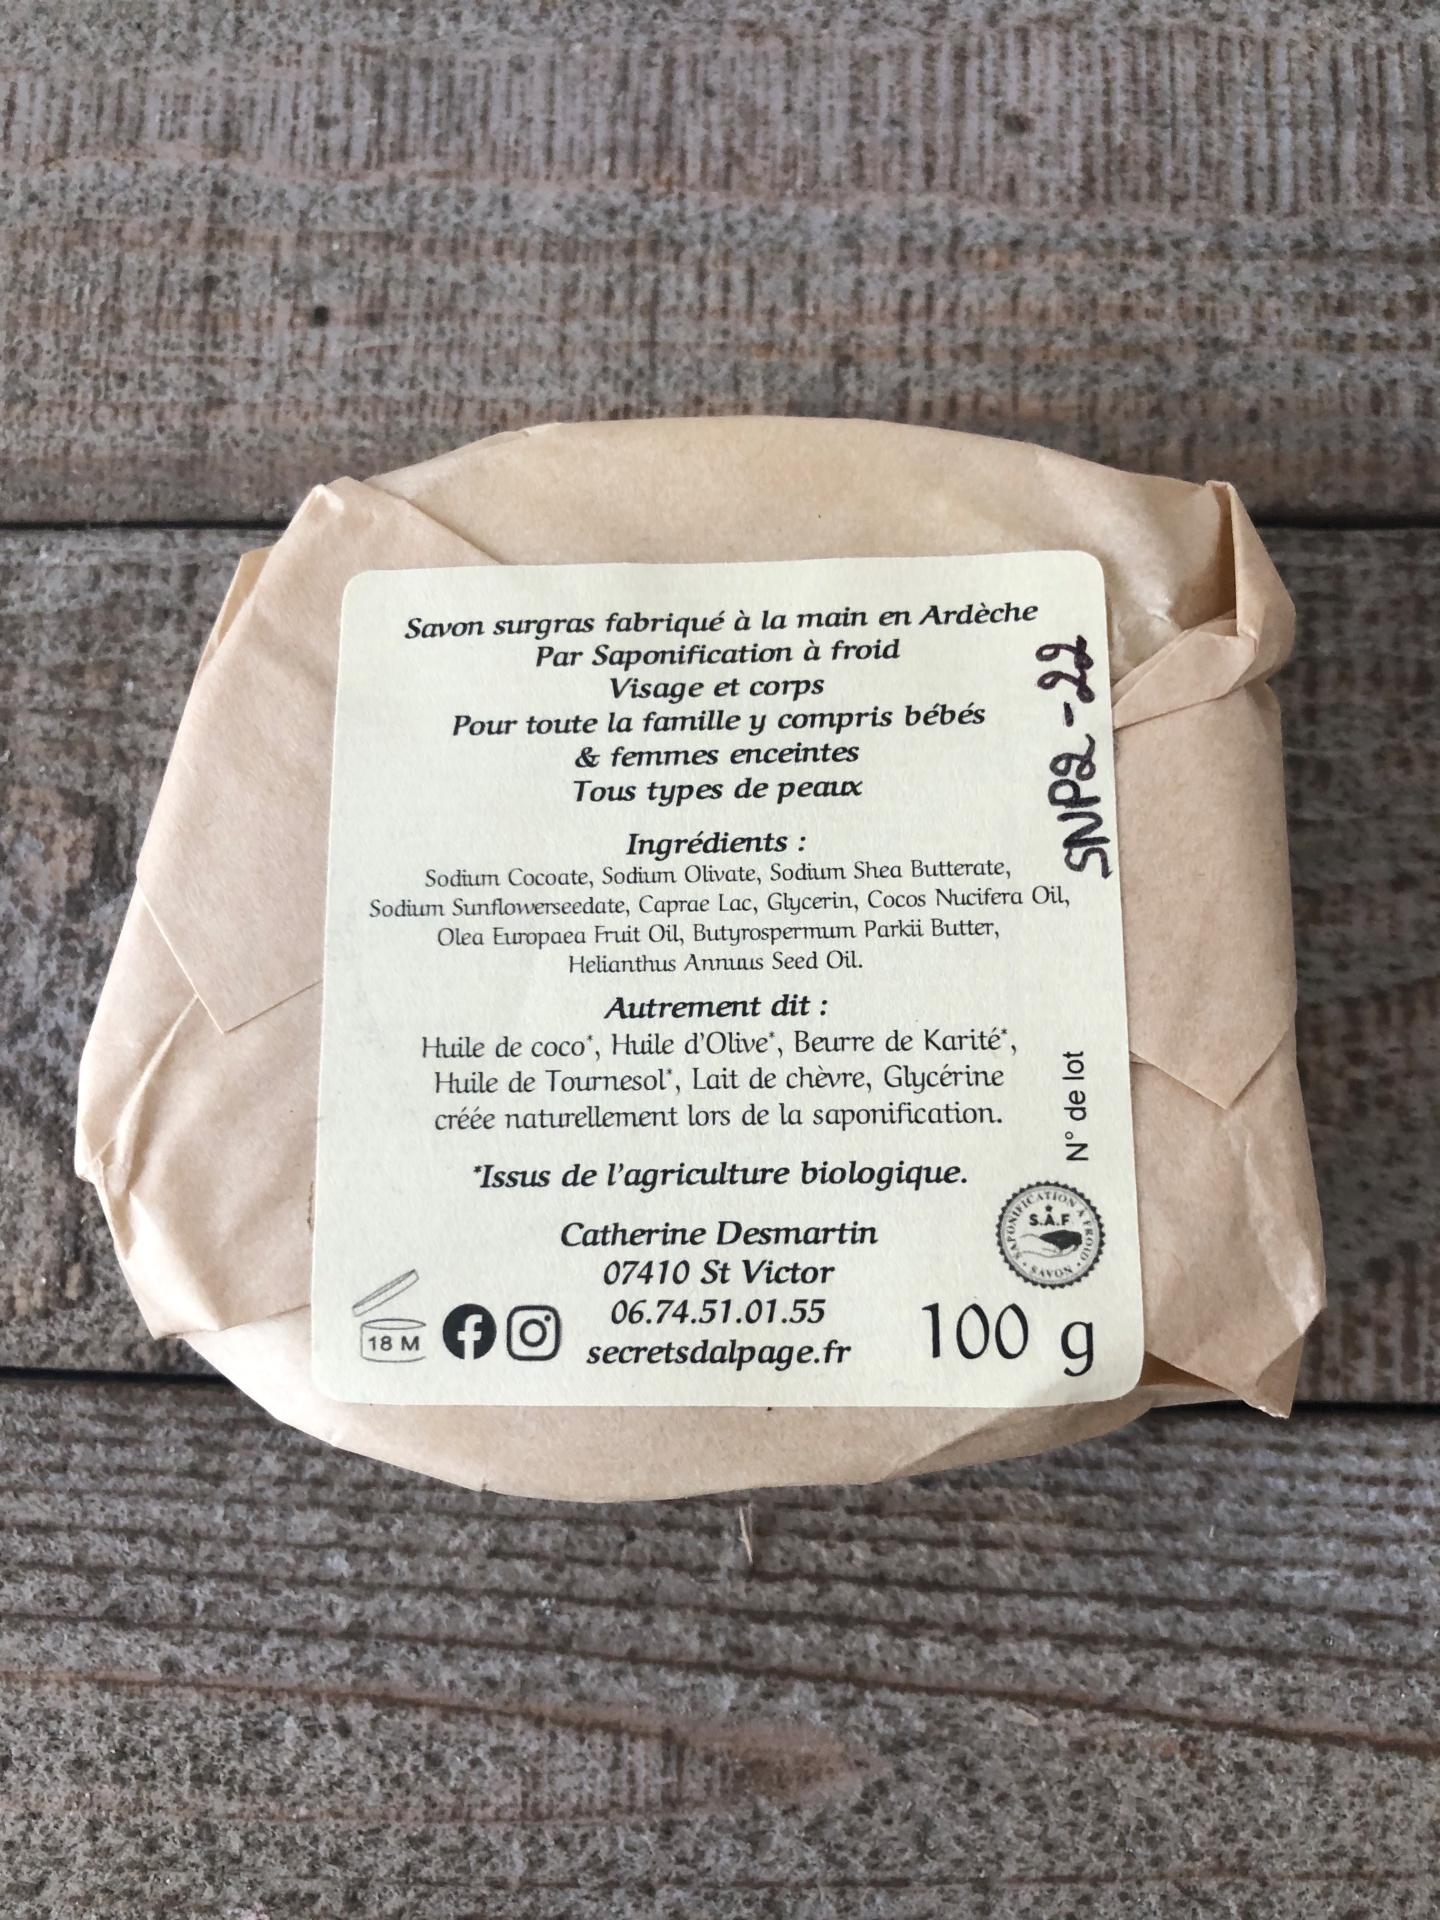 Savon surgras fabriqué à la main en Ardèche
Par Saponification à froid
Visage et corps
Pour toute la famille y compris bébés
& femmes enceintes
Tous types de peaux
Ingrédients :
Sodium Cocoate, Sodium Olivate, Sodium Shea Butterate,
Sodium Sunflowerseedate, Caprae Lac, Glycerin, Cocos Nucifera Oil,
Olea Europaea Fruit Oil, Butyrospermum Parkii Butter,
Helianthus Annuus Seed Oil.
Autrement dit :
Huile de coco*, Huile d'Olive*, Beurre de Karité*,
Huile de Tournesol*, Lait de chèvre, Glycérine
créée naturellement lors de la saponification.
*Issus de l'agriculture biologique.
Catherine Desmartin
07410 St Victor
06.74.51.01.55
secretsdalpage.fr
18 M
100 g
N° de lot
SNP2-22
SAPONIFICATION À FROID
S.A.F
SAVON